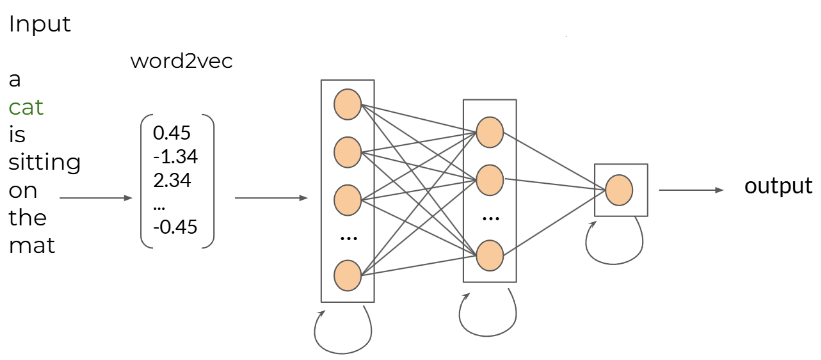 Input
word2vec
a
cat
is
sitting
on
the
mat
0.45
-1.34
2.34
...
-0.45
...
...
output